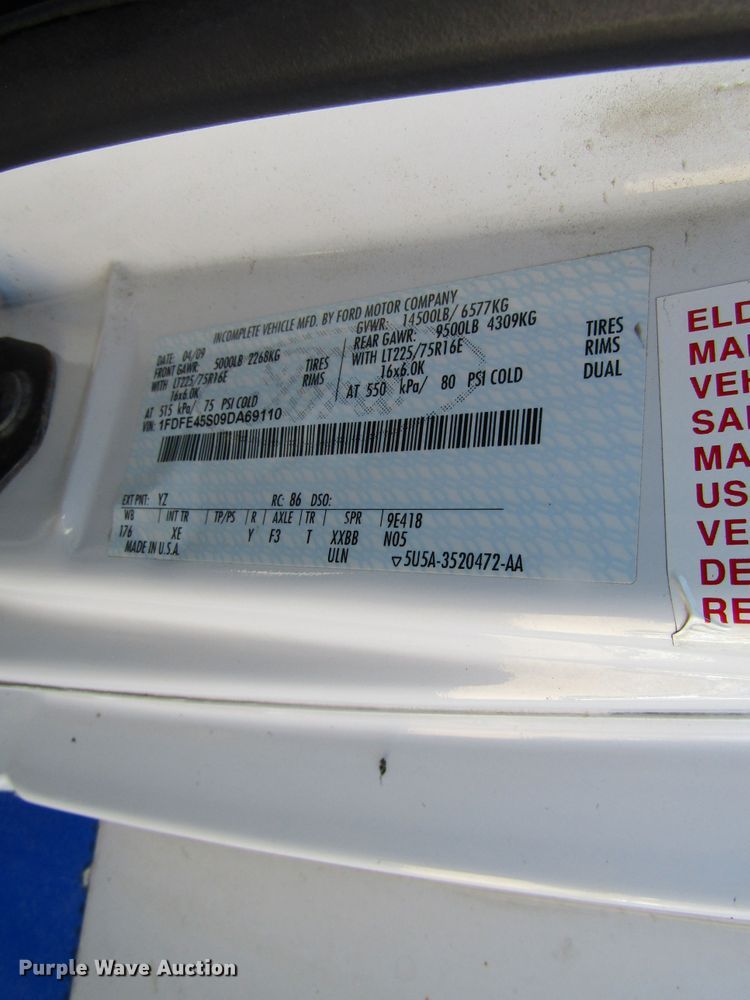 INCOMPLETE VEHICLE MFD. BY FORD MOTOR COMPANY
DATE: 04/09 GVWR: 14500LB/ 6577KG
FRONT GAWR: 5000LB 2268KG REAR GAWR: 9500LB 4309KG
WITH LT225/75R16E TIRES WITH LT225/75R16E TIRES
16x6.0K RIMS 16x6.0K RIMS
AT 515 kPa/ 75 PSI COLD AT 550 kPa/ 80 PSI COLD DUAL
VIN: 1FDFE45S09DA69110
EXT PNT: YZ RC: 86 DSO:
WB INT TR TP/PS R AXLE TR SPR 9E418
176 XE Y F3 T XXBB N05
MADE IN U.S.A. ULN ▽5U5A-3520472-AA
ELD
MA
VEH
SA
MA
US
VE
DE
RE
Purple Wave Auction